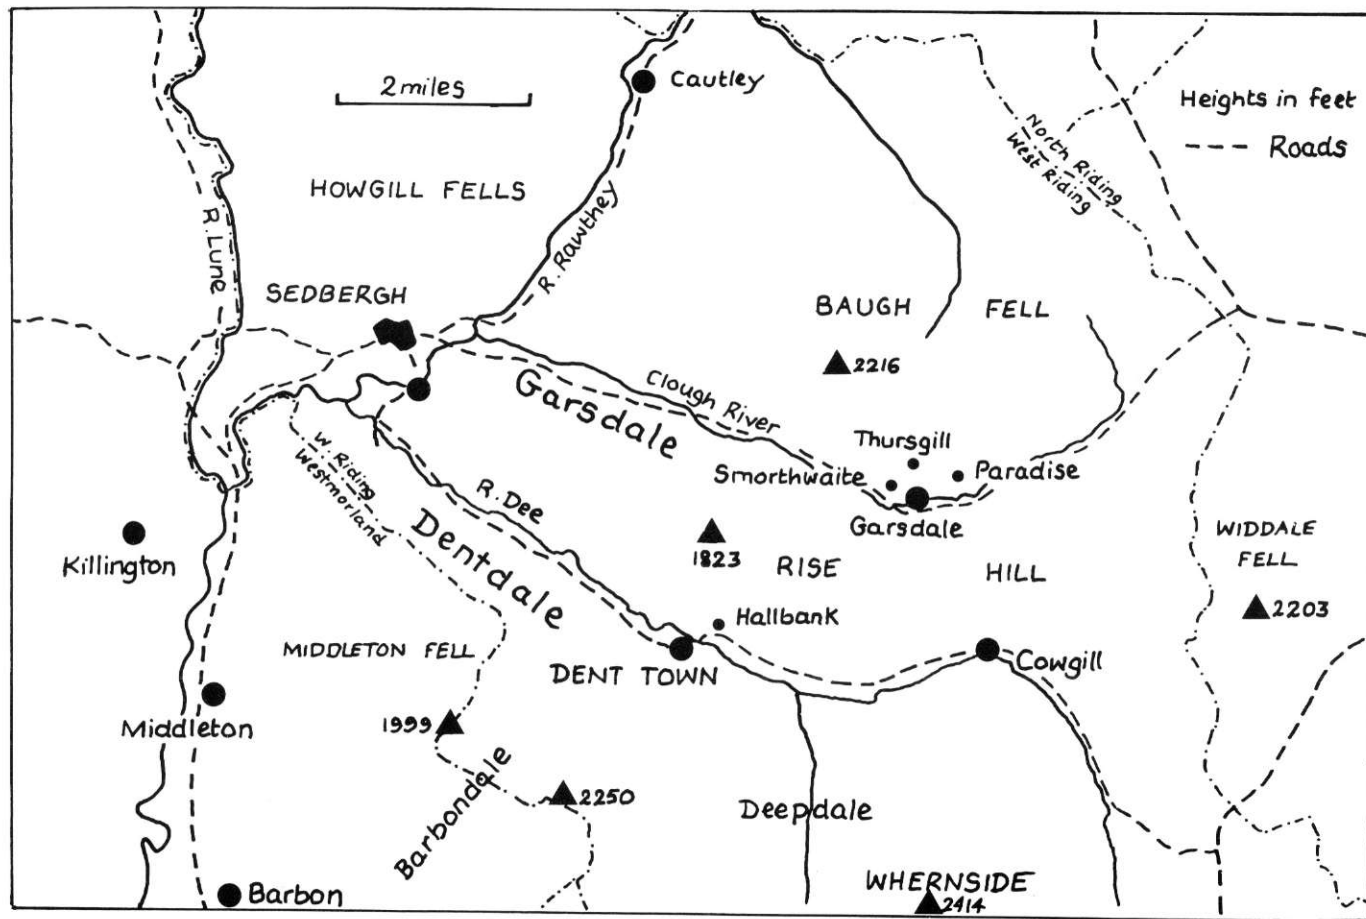 2 miles
Cautley
Heights in feet
Roads
North Riding
West Riding
HOWGILL FELLS
R. Lune
R. Rawthey
SEDBERGH
BAUGH FELL
2216
Garsdale
Clough River
Thursgill
Smorthwaite
Paradise
Garsdale
W. Riding
Westmorland
R. Dee
Dentdale
Killington
1823
RISE HILL
WIDDALE
FELL
2203
Hallbank
MIDDLETON FELL
DENT TOWN
Cowgill
Middleton
1999
Barbondale
2250
Deepdale
Barbon
WHERNSIDE
2414